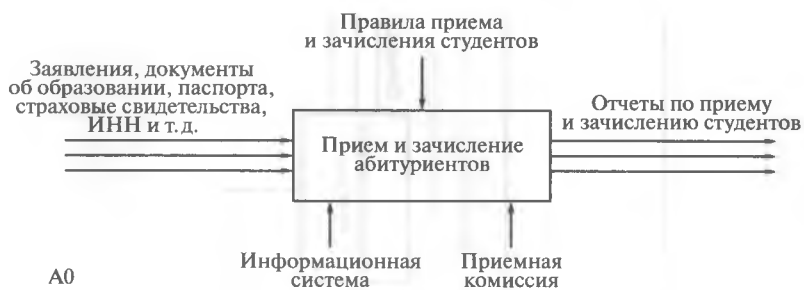 Правила приема
и зачисления студентов
Заявления, документы
об образовании, паспорта,
страховые свидетельства,
ИНН и т. д.
Прием и зачисление
абитуриентов
Отчеты по приему
и зачислению студентов
Информационная
система
Приемная
комиссия
А0